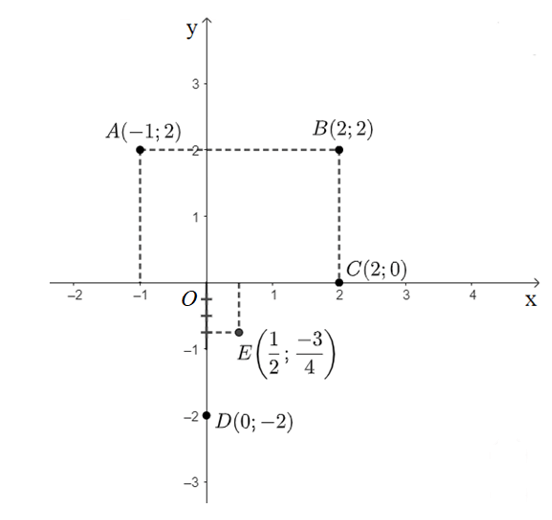 y
3
A(−1; 2)
B(2; 2)
2
1
C(2; 0)
−2 −1 O 1 2 3 4 x
E(1/2; −3/4)
−1
−2 D(0; −2)
−3